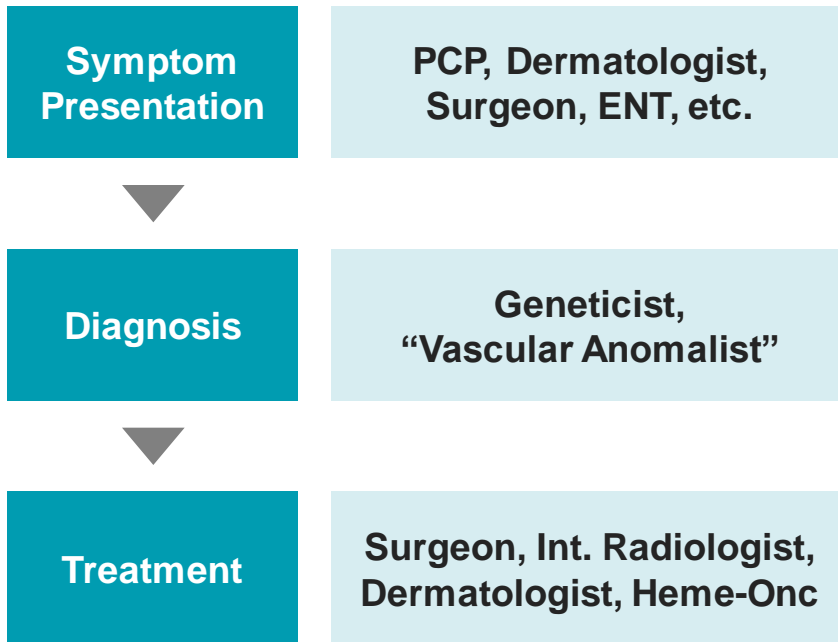 Symptom
Presentation
PCP, Dermatologist,
Surgeon, ENT, etc.
Diagnosis
Geneticist,
“Vascular Anomalist”
Treatment
Surgeon, Int. Radiologist,
Dermatologist, Heme-Onc